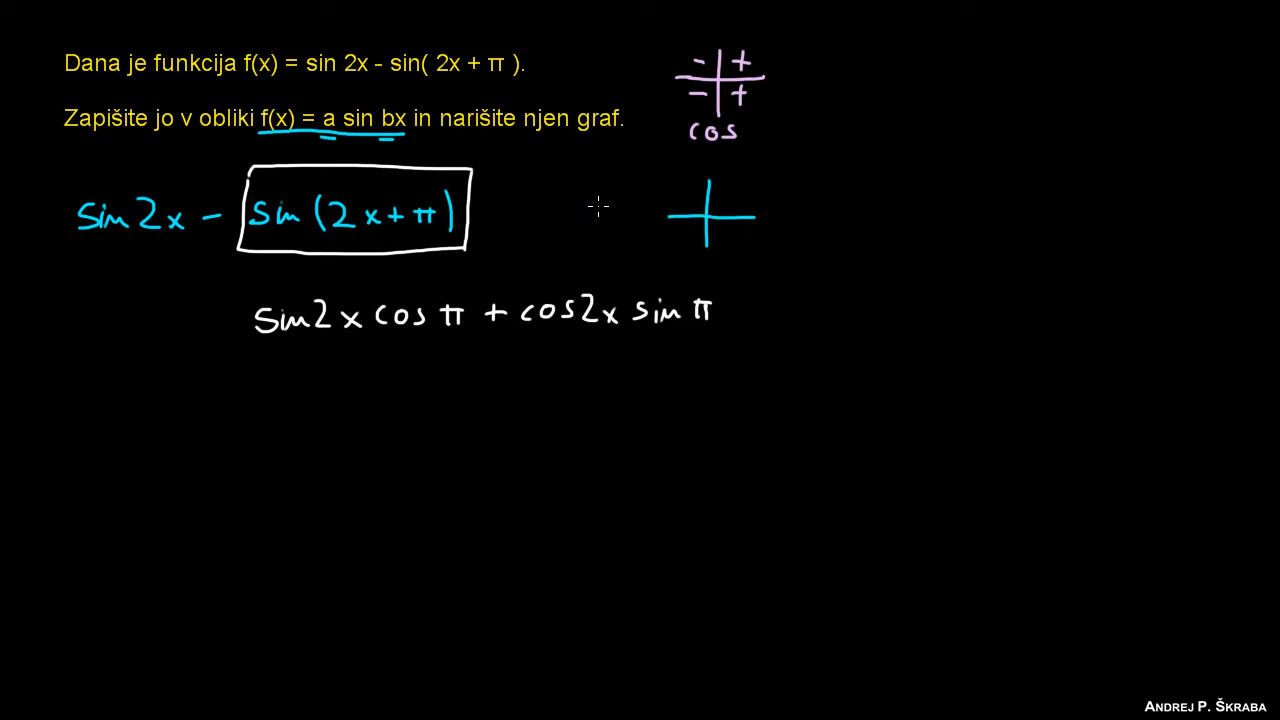 Dana je funkcija f(x) = sin 2x - sin( 2x + π ).
Zapišite jo v obliki f(x) = a sin bx in narišite njen graf.
- +
- +
cos
sin 2x - sin (2x + π)
sin 2x cos π + cos 2x sin π
ANDREJ P. ŠKRABA